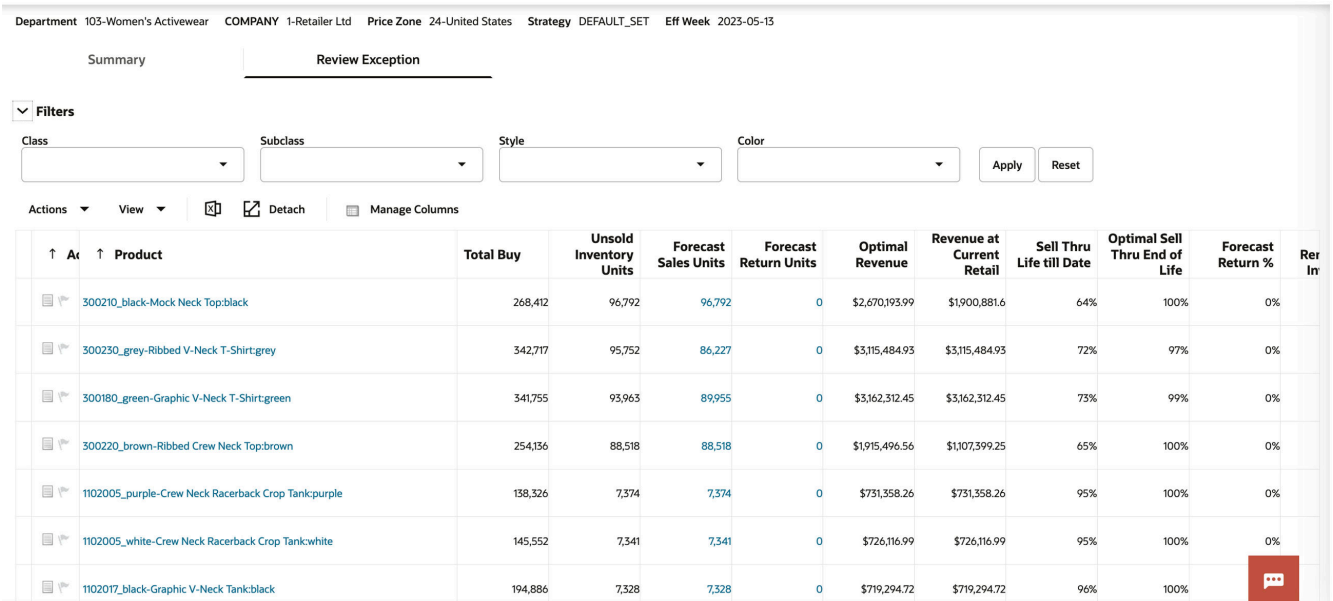 Department 103-Women's Activewear COMPANY 1-Retailer Ltd Price Zone 24-United States Strategy DEFAULT_SET Eff Week 2023-05-13
Summary Review Exception
Filters
Class Subclass Style Color
Apply Reset
Actions View Detach Manage Columns
Product Total Buy Unsold Inventory Units Forecast Sales Units Forecast Return Units Optimal Revenue Revenue at Current Retail Sell Thru Life till Date Optimal Sell Thru End of Life Forecast Return %
300210_black-Mock Neck Top:black 268,412 96,792 96,792 0 $2,670,193.99 $1,900,881.6 64% 100% 0%
300230_grey-Ribbed V-Neck T-Shirt:grey 342,717 95,752 86,227 0 $3,115,484.93 $3,115,484.93 72% 97% 0%
300180_green-Graphic V-Neck T-Shirt:green 341,755 93,963 89,955 0 $3,162,312.45 $3,162,312.45 73% 99% 0%
300220_brown-Ribbed Crew Neck Top:brown 254,136 88,518 88,518 0 $1,915,496.56 $1,107,399.25 65% 100% 0%
1102005_purple-Crew Neck Racerback Crop Tank:purple 138,326 7,374 7,374 0 $731,358.26 $731,358.26 95% 100% 0%
1102005_white-Crew Neck Racerback Crop Tank:white 145,552 7,341 7,341 0 $726,116.99 $726,116.99 95% 100% 0%
1102017_black-Graphic V-Neck Tank:black 194,886 7,328 7,328 0 $719,294.72 $719,294.72 96% 100%